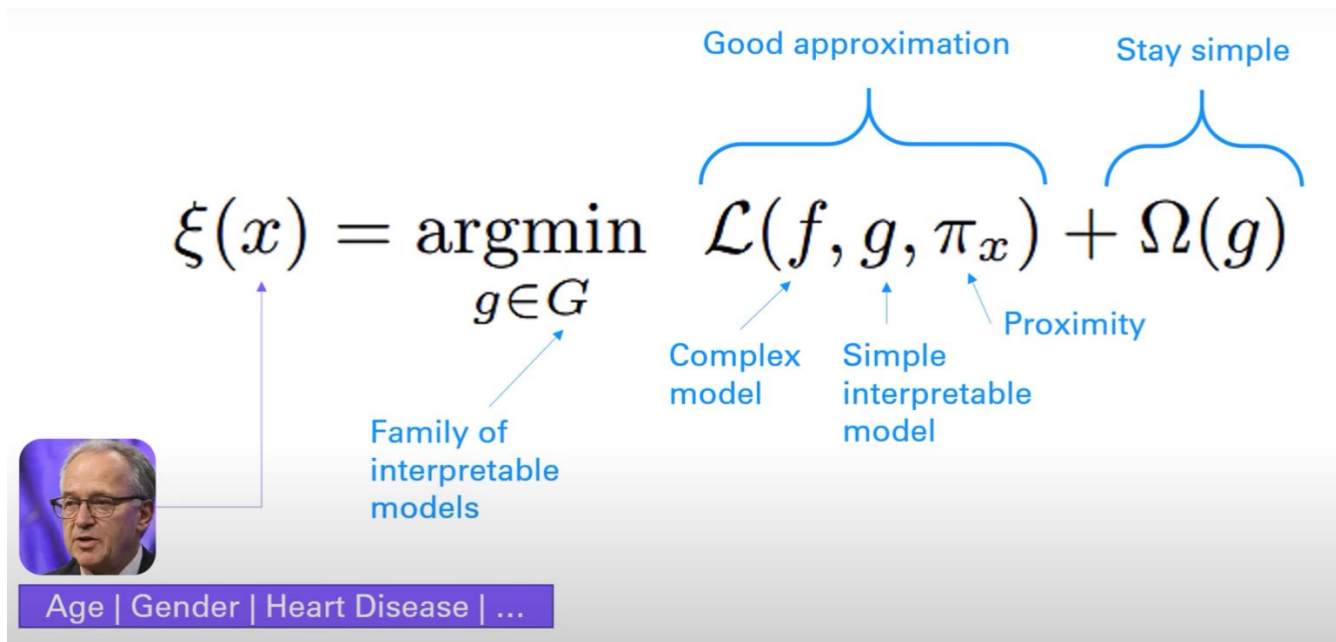 Good approximation
Stay simple
ξ(x) = argmin L(f, g, πₓ) + Ω(g)
g∈G
Proximity
Complex
model
Simple
interpretable
model
Family of
interpretable
models
Age | Gender | Heart Disease | ...